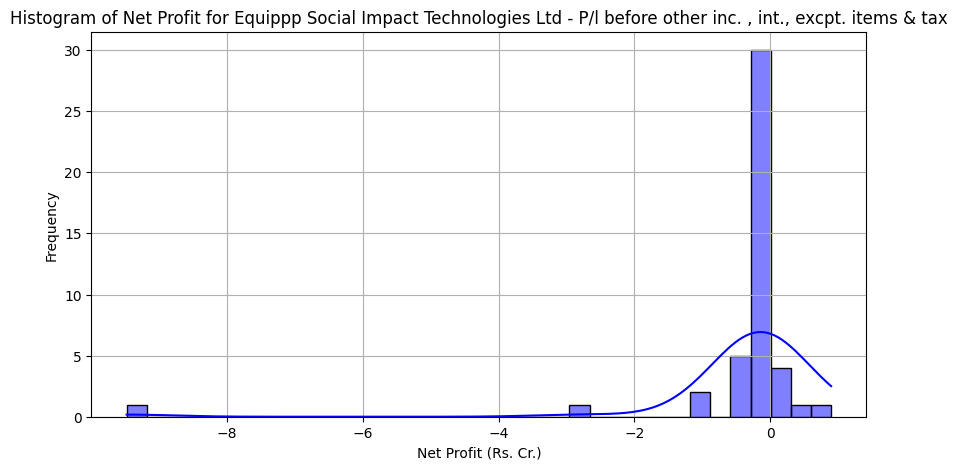 Histogram of Net Profit for Equippp Social Impact Technologies Ltd - P/l before other inc. , int., excpt. items & tax
30
25
20
15
10
5
0
Frequency
−8 −6 −4 −2 0
Net Profit (Rs. Cr.)